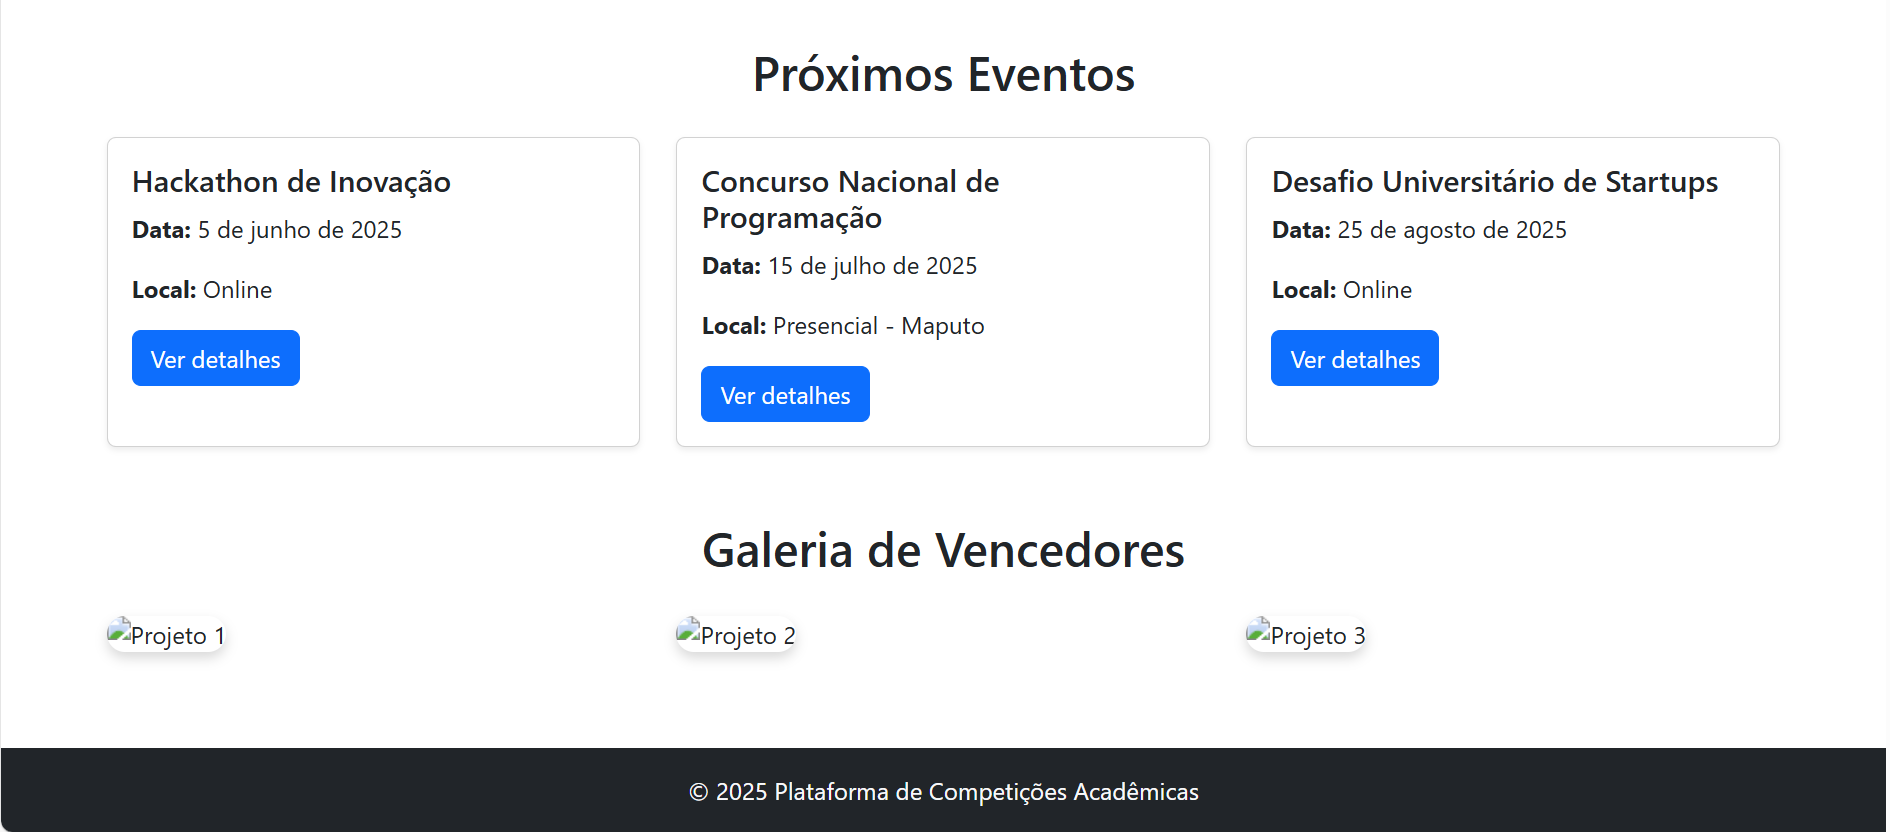 Próximos Eventos
Hackathon de Inovação
Data: 5 de junho de 2025
Local: Online
Ver detalhes
Concurso Nacional de
Programação
Data: 15 de julho de 2025
Local: Presencial - Maputo
Ver detalhes
Desafio Universitário de Startups
Data: 25 de agosto de 2025
Local: Online
Ver detalhes
Galeria de Vencedores
Projeto 1
Projeto 2
Projeto 3
© 2025 Plataforma de Competições Acadêmicas